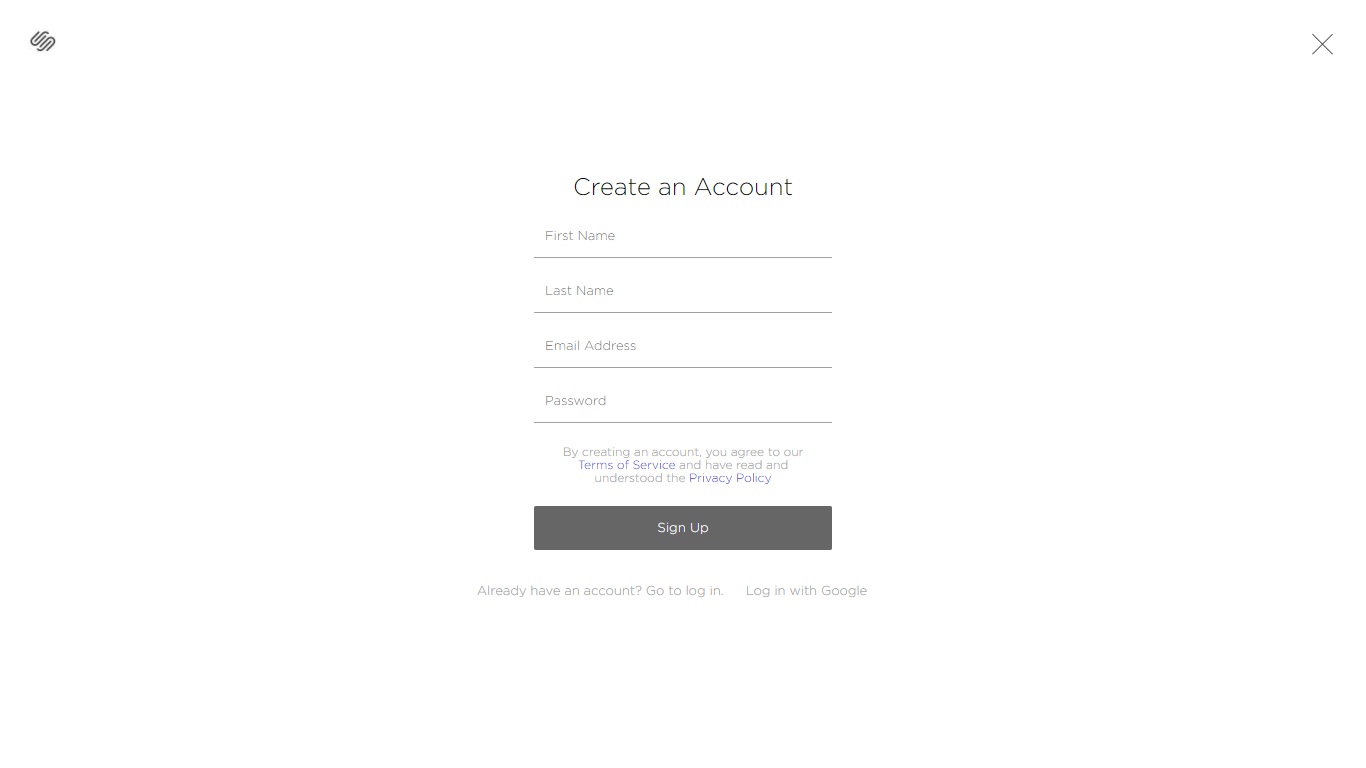 Create an Account
First Name
Last Name
Email Address
Password
By creating an account, you agree to our
Terms of Service and have read and
understood the Privacy Policy
Sign Up
Already have an account? Go to log in. Log in with Google